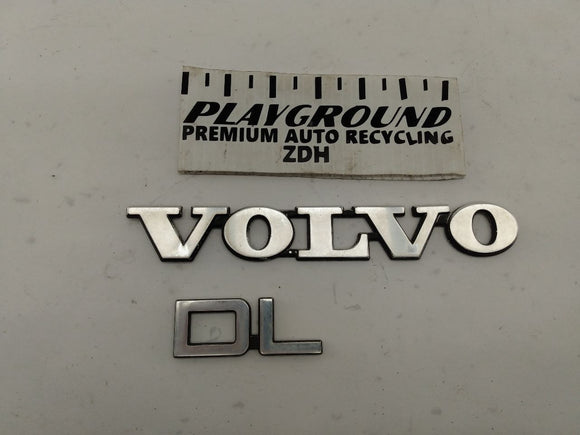 PLAYGROUND
PREMIUM AUTO RECYCLING
ZDH
VOLVO
DL